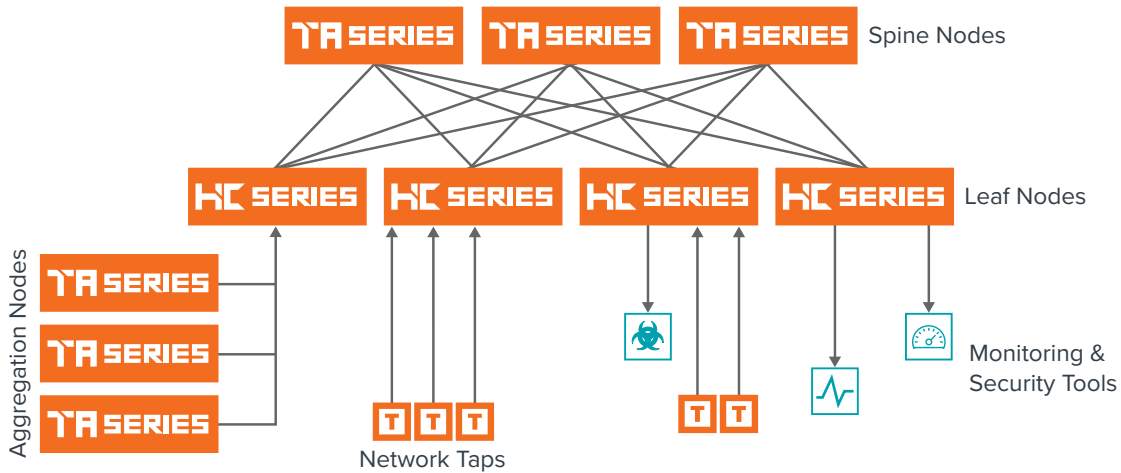 TA SERIES TA SERIES TA SERIES Spine Nodes
HC SERIES HC SERIES HC SERIES HC SERIES Leaf Nodes
Aggregation Nodes
TA SERIES
TA SERIES
TA SERIES
Monitoring &
Security Tools
T T T T T
Network Taps